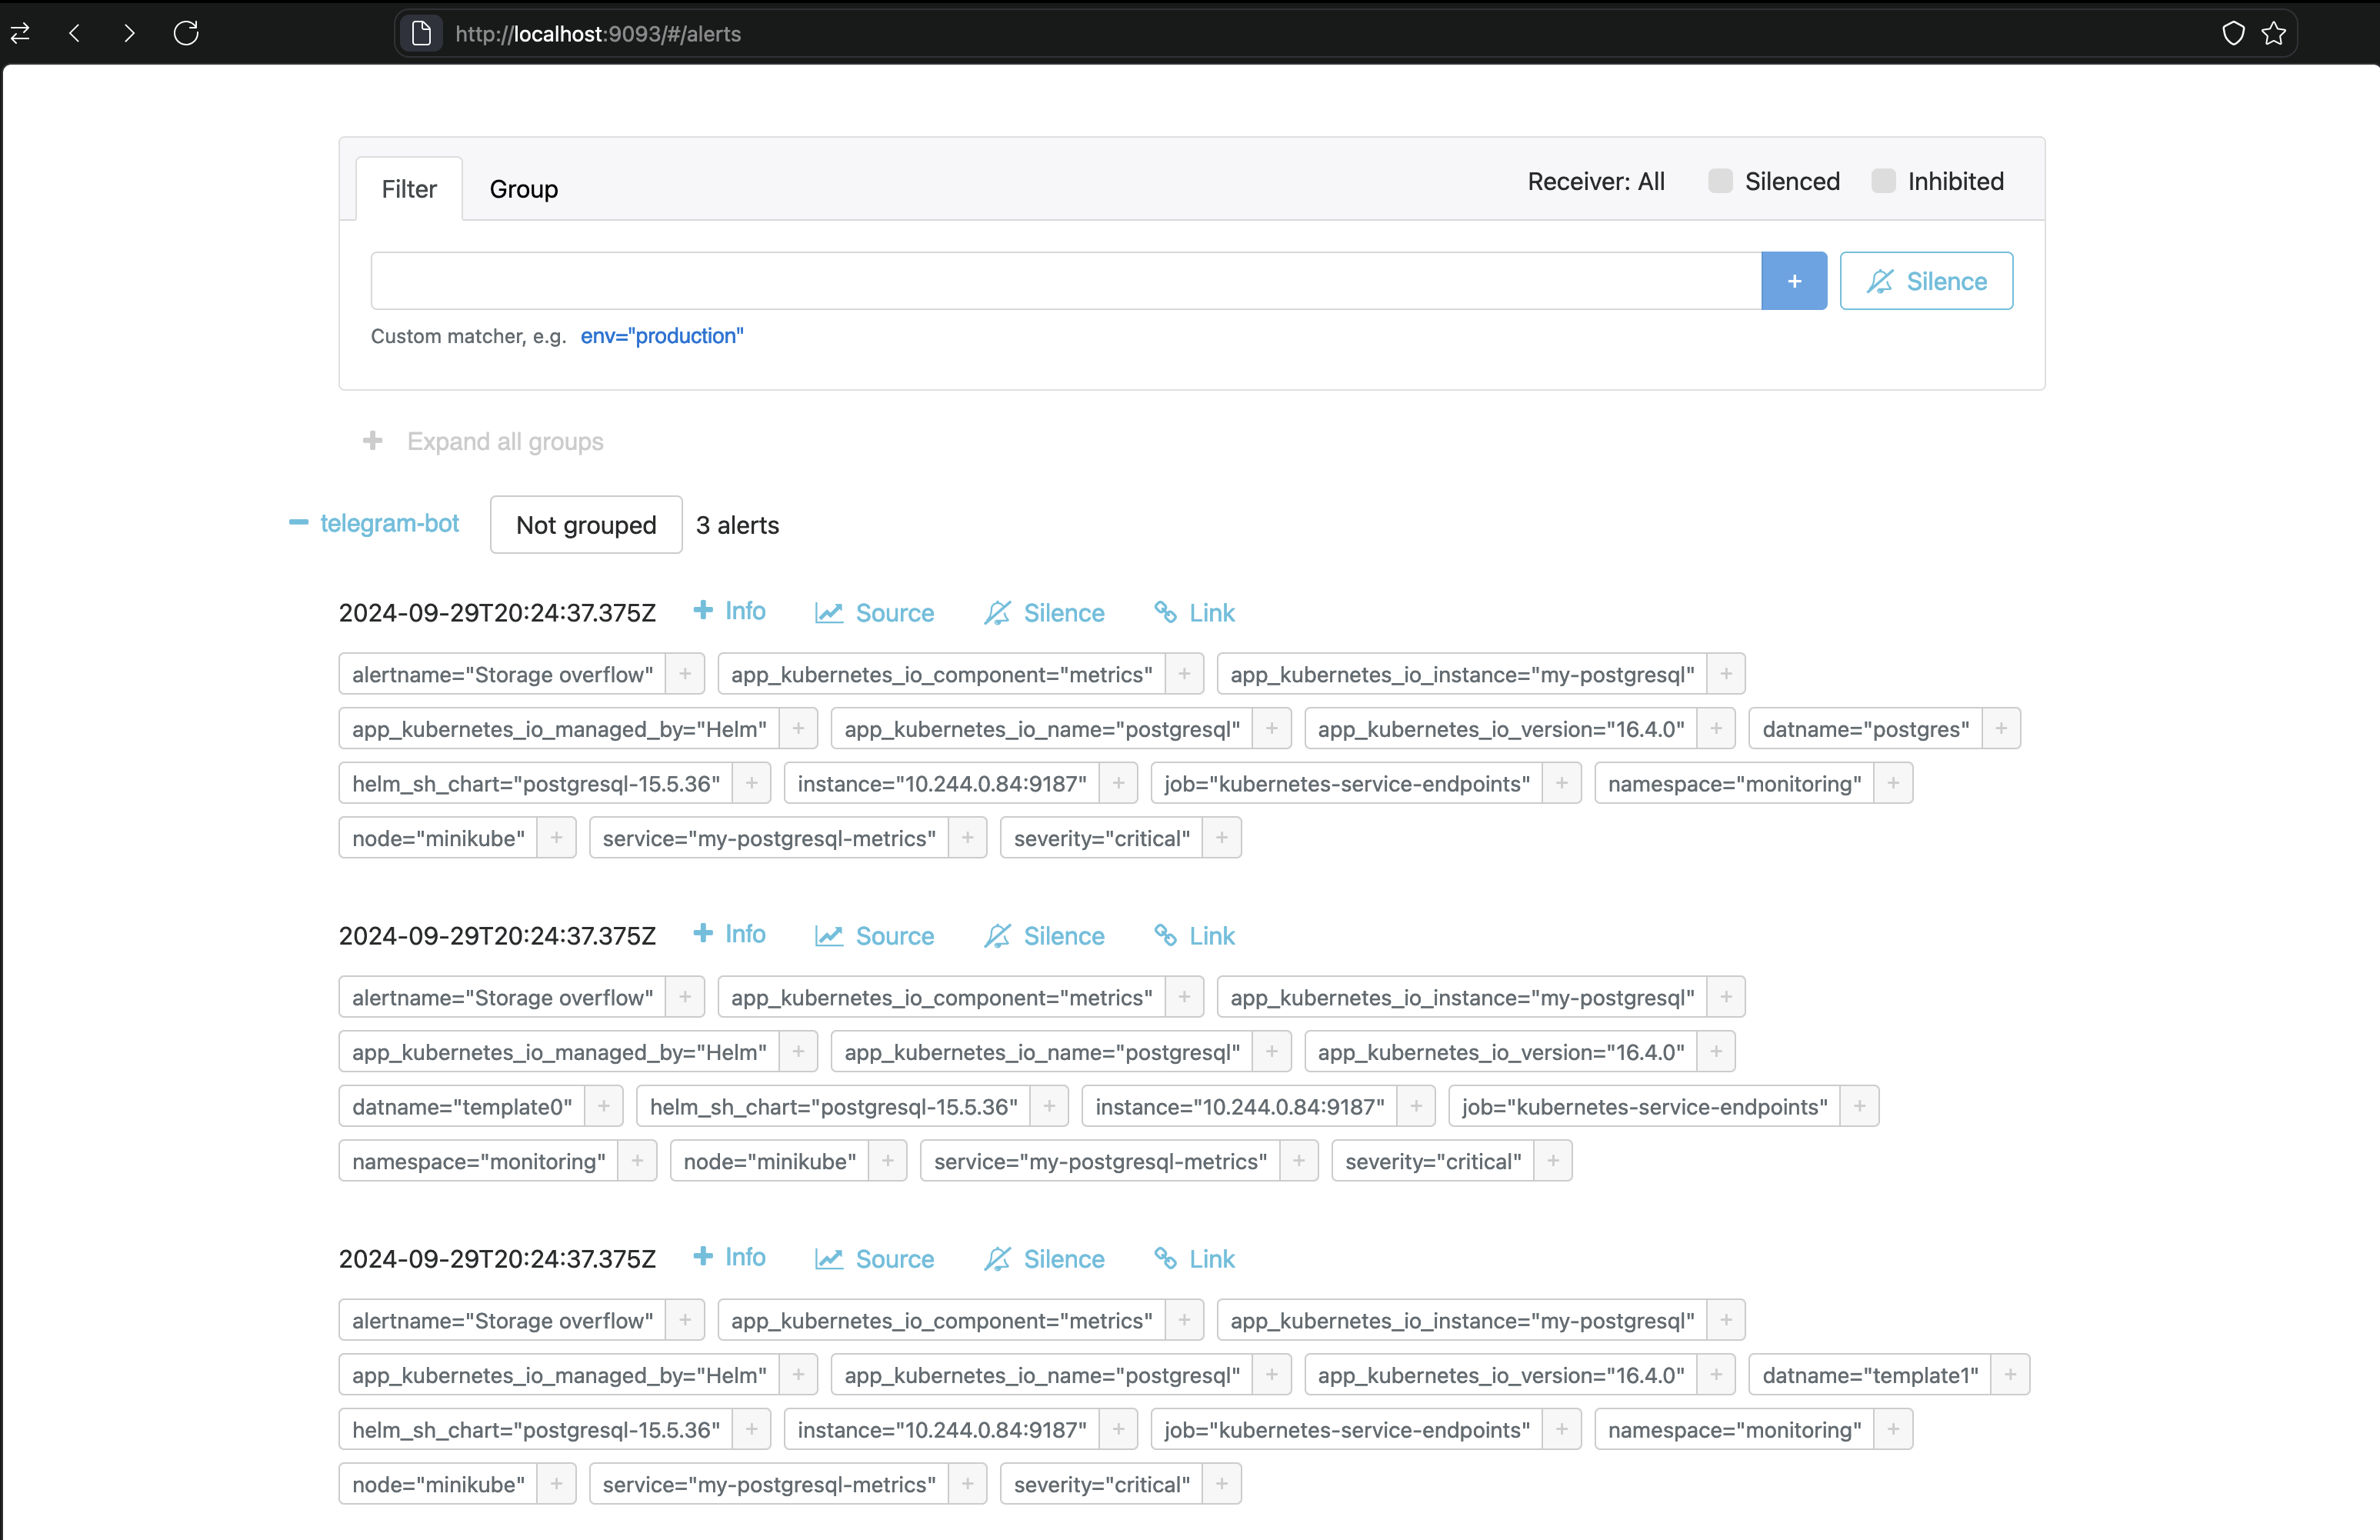 http://localhost:9093/#/alerts
Filter Group Receiver: All Silenced Inhibited
+ Silence
Custom matcher, e.g. env="production"
+ Expand all groups
− telegram-bot Not grouped 3 alerts
2024-09-29T20:24:37.375Z + Info Source Silence Link
alertname="Storage overflow" + app_kubernetes_io_component="metrics" + app_kubernetes_io_instance="my-postgresql" +
app_kubernetes_io_managed_by="Helm" + app_kubernetes_io_name="postgresql" + app_kubernetes_io_version="16.4.0" + datname="postgres" +
helm_sh_chart="postgresql-15.5.36" + instance="10.244.0.84:9187" + job="kubernetes-service-endpoints" + namespace="monitoring" +
node="minikube" + service="my-postgresql-metrics" + severity="critical" +
2024-09-29T20:24:37.375Z + Info Source Silence Link
alertname="Storage overflow" + app_kubernetes_io_component="metrics" + app_kubernetes_io_instance="my-postgresql" +
app_kubernetes_io_managed_by="Helm" + app_kubernetes_io_name="postgresql" + app_kubernetes_io_version="16.4.0" +
datname="template0" + helm_sh_chart="postgresql-15.5.36" + instance="10.244.0.84:9187" + job="kubernetes-service-endpoints" +
namespace="monitoring" + node="minikube" + service="my-postgresql-metrics" + severity="critical" +
2024-09-29T20:24:37.375Z + Info Source Silence Link
alertname="Storage overflow" + app_kubernetes_io_component="metrics" + app_kubernetes_io_instance="my-postgresql" +
app_kubernetes_io_managed_by="Helm" + app_kubernetes_io_name="postgresql" + app_kubernetes_io_version="16.4.0" + datname="template1" +
helm_sh_chart="postgresql-15.5.36" + instance="10.244.0.84:9187" + job="kubernetes-service-endpoints" + namespace="monitoring" +
node="minikube" + service="my-postgresql-metrics" + severity="critical" +